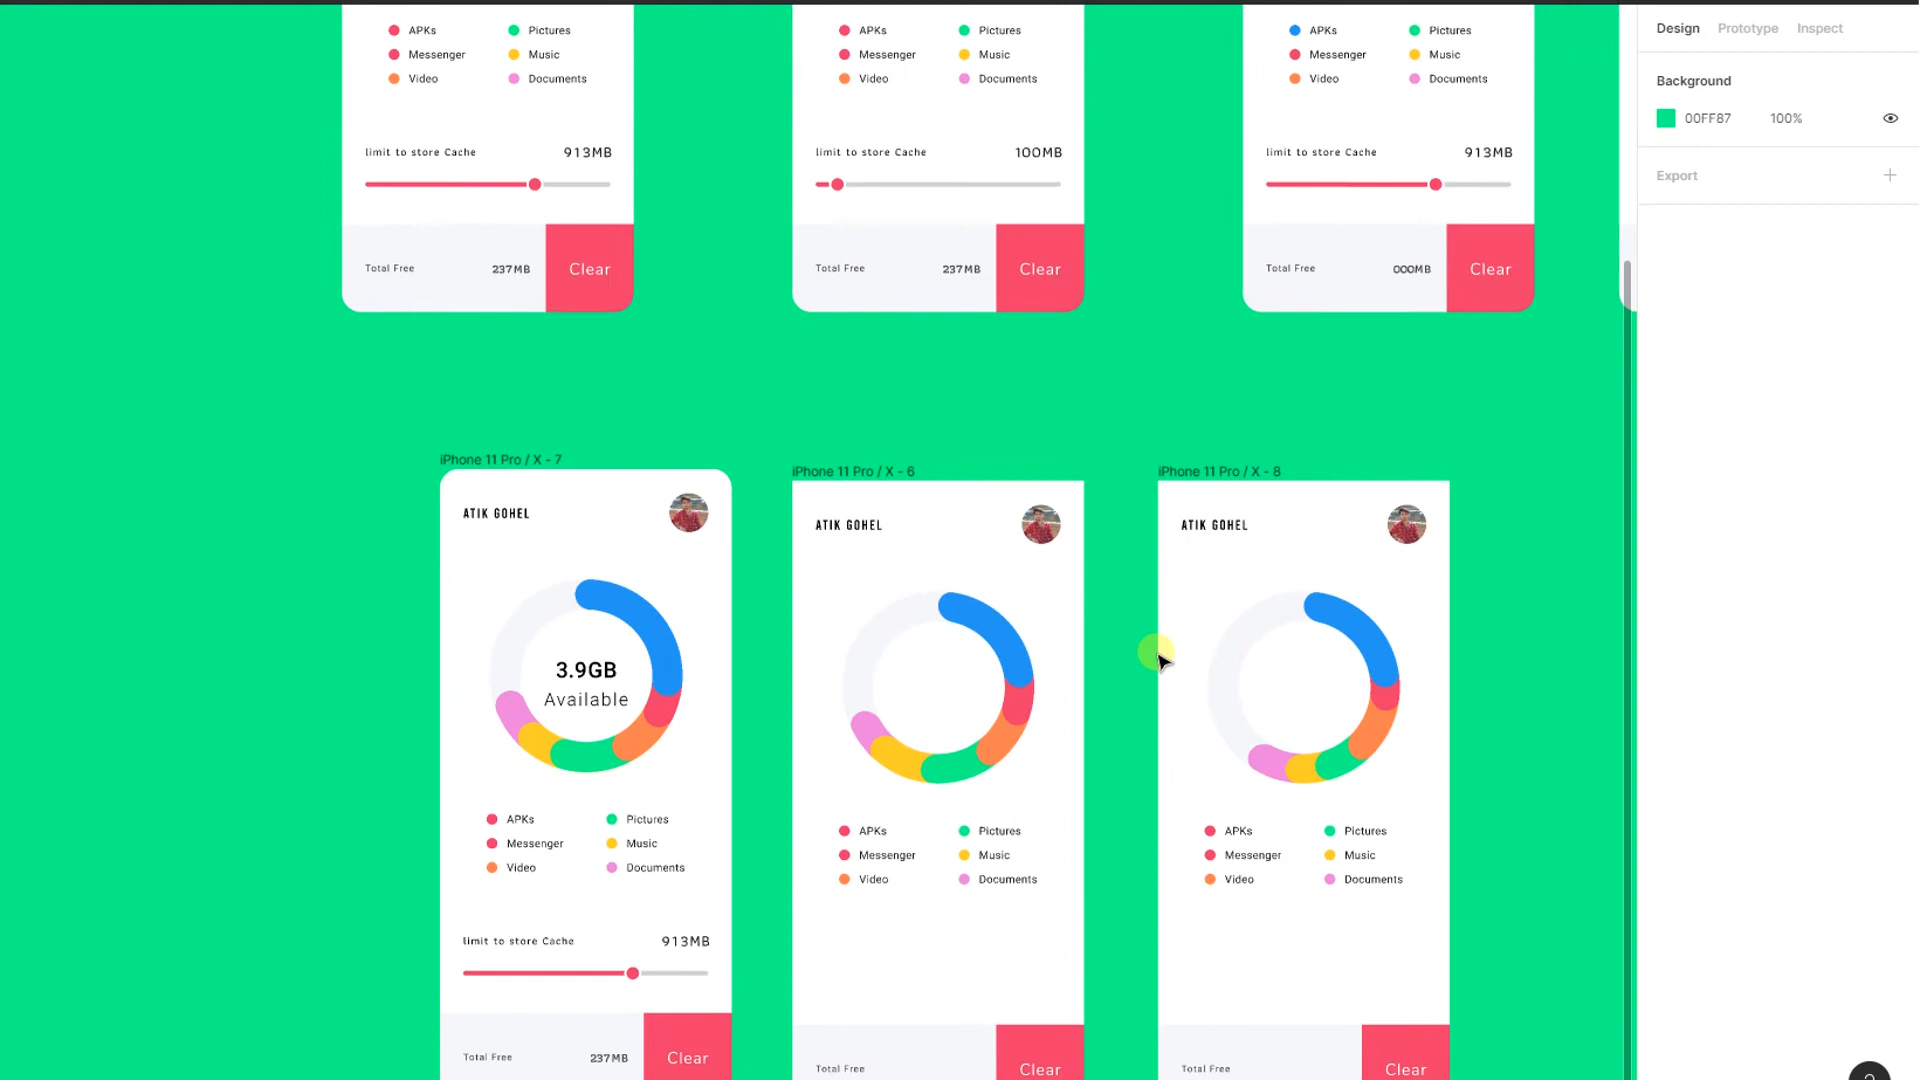 Design Prototype Inspect
Background
00FF87 100%
Export
APKs Pictures
Messenger Music
Video Documents
limit to store Cache 913MB
Total Free 237MB Clear
APKs Pictures
Messenger Music
Video Documents
limit to store Cache 100MB
Total Free 237MB Clear
APKs Pictures
Messenger Music
Video Documents
limit to store Cache 913MB
Total Free 000MB Clear
iPhone 11 Pro / X - 7
ATIK GOHEL
3.9GB
Available
APKs Pictures
Messenger Music
Video Documents
limit to store Cache 913MB
Total Free 237MB Clear
iPhone 11 Pro / X - 6
ATIK GOHEL
APKs Pictures
Messenger Music
Video Documents
Total Free Clear
iPhone 11 Pro / X - 8
ATIK GOHEL
APKs Pictures
Messenger Music
Video Documents
Total Free Clear
?